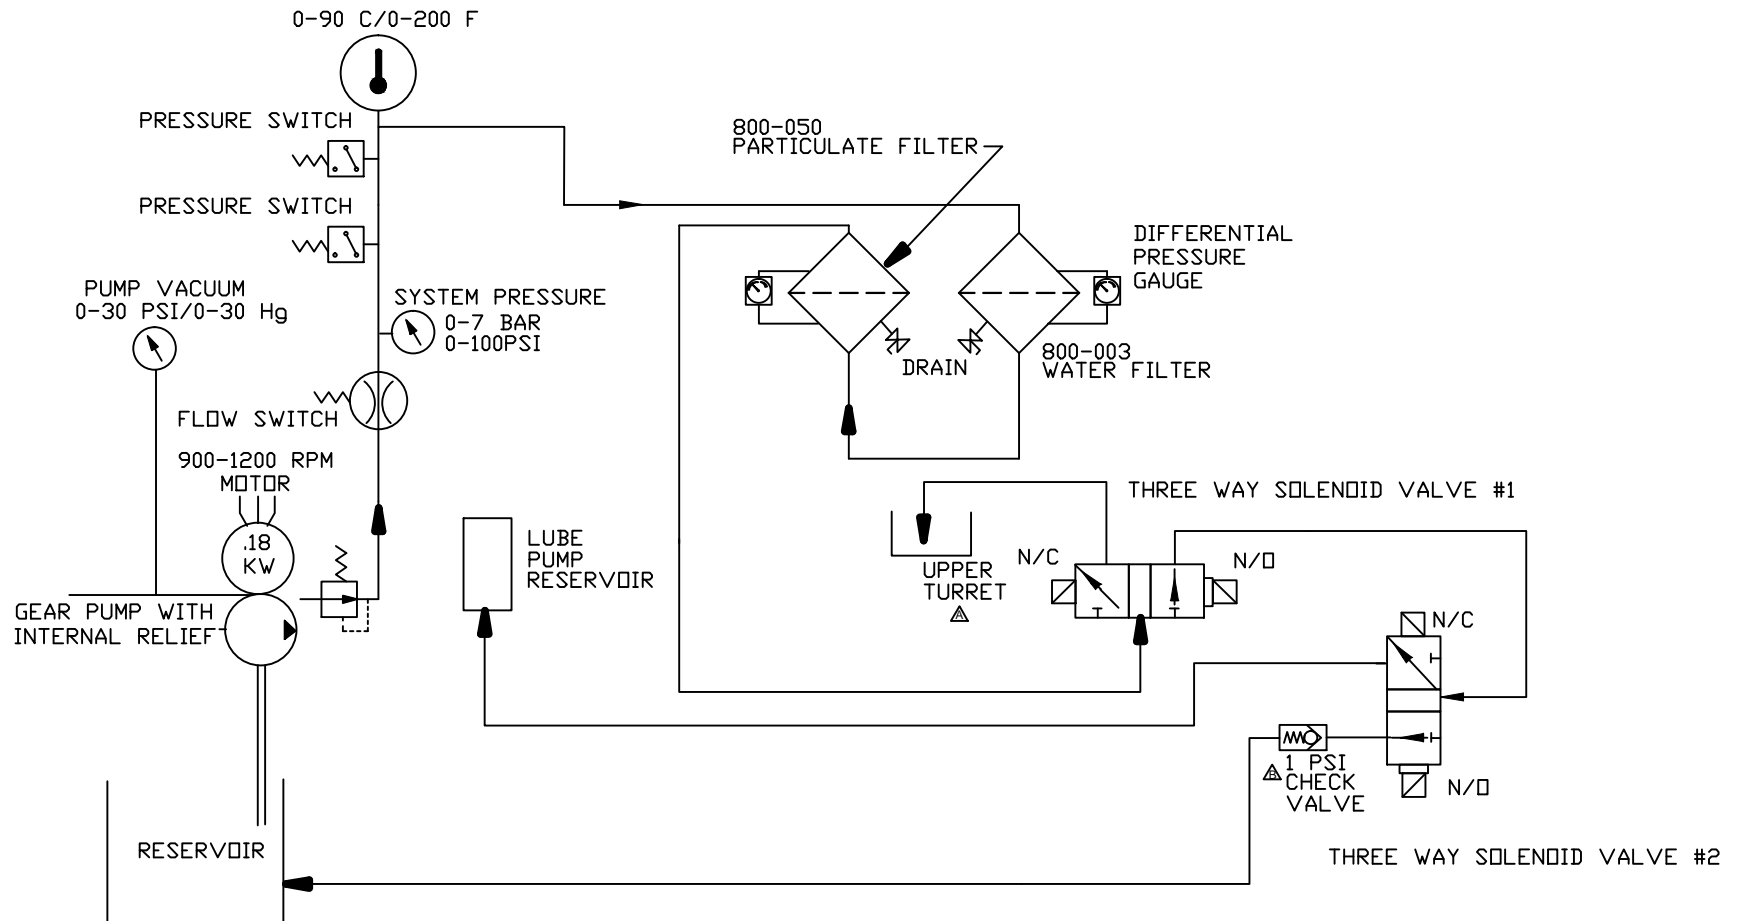 0-90 C/0-200 F
PRESSURE SWITCH
800-050
PARTICULATE FILTER
PRESSURE SWITCH
DIFFERENTIAL
PRESSURE
GAUGE
PUMP VACUUM
0-30 PSI/0-30 Hg
SYSTEM PRESSURE
0-7 BAR
0-100PSI
DRAIN
800-003
WATER FILTER
FLOW SWITCH
900-1200 RPM
MOTOR
THREE WAY SOLENOID VALVE #1
.18
KW
LUBE
PUMP
RESERVOIR
N/C
N/O
UPPER
TURRET
A
GEAR PUMP WITH
INTERNAL RELIEF
N/C
1 PSI
CHECK
VALVE
B
N/O
RESERVOIR
THREE WAY SOLENOID VALVE #2